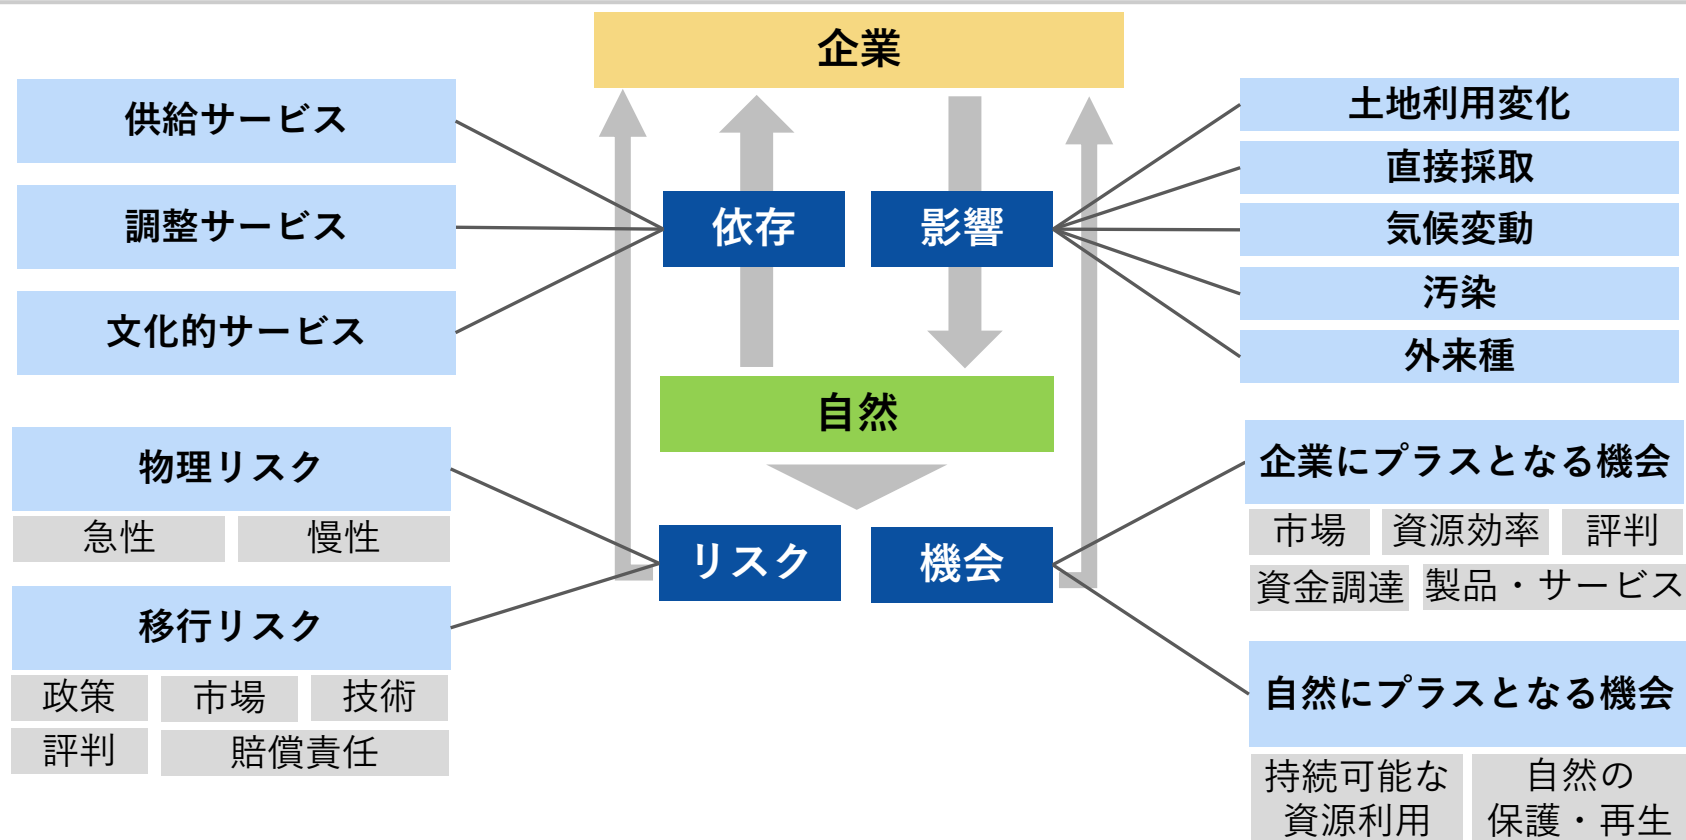 企業
供給サービス
調整サービス
文化的サービス
依存
影響
土地利用変化
直接採取
気候変動
汚染
外来種
自然
物理リスク
急性
慢性
移行リスク
政策
市場
技術
評判
賠償責任
リスク
機会
企業にプラスとなる機会
市場
資源効率
評判
資金調達
製品・サービス
自然にプラスとなる機会
持続可能な
資源利用
自然の
保護・再生